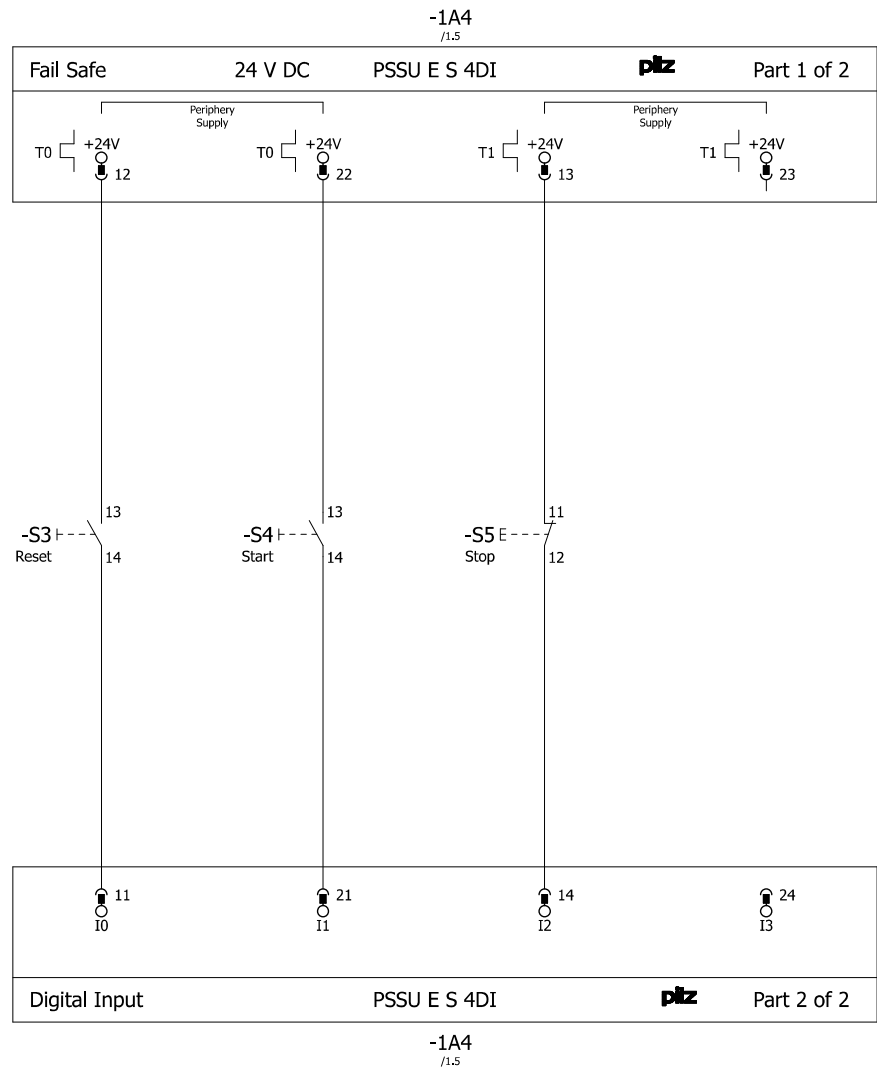 -1A4
/1.5
Fail Safe 24 V DC PSSU E S 4DI pilz Part 1 of 2
Periphery Supply Periphery Supply
T0 +24V T0 +24V T1 +24V T1 +24V
12 22 13 23
13 13 11
-S3 -S4 -S5
Reset 14 Start 14 Stop 12
11 21 14 24
I0 I1 I2 I3
Digital Input PSSU E S 4DI pilz Part 2 of 2
-1A4
/1.5